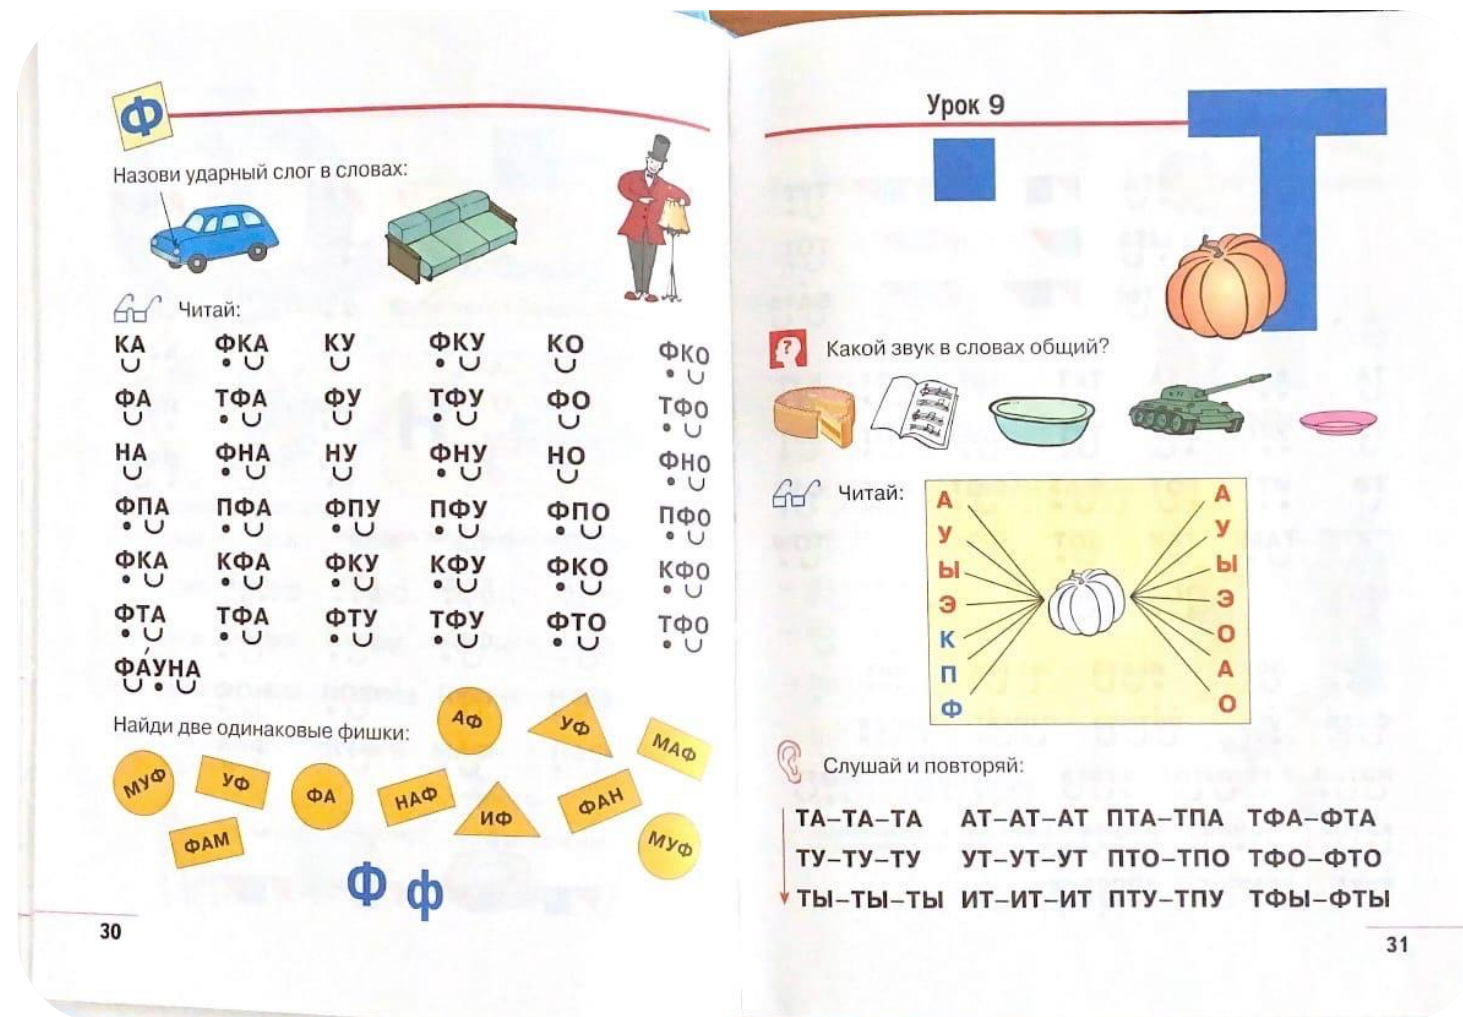 Ф
Назови ударный слог в словах:
Читай:
КА ФКА КУ ФКУ КО ФКО
ФА ТФА ФУ ТФУ ФО ТФО
НА ФНА НУ ФНУ НО ФНО
ФПА ПФА ФПУ ПФУ ФПО ПФО
ФКА КФА ФКУ КФУ ФКО КФО
ФТА ТФА ФТУ ТФУ ФТО ТФО
ФА́УНА
Найди две одинаковые фишки:
АФ УФ МАФ
МУФ УФ ФА НАФ ИФ ФАН
ФАМ МУФ
Ф ф
30
Урок 9
Т
?
Какой звук в словах общий?
Читай:
А А
У У
Ы Ы
Э Э
К О
П А
Ф О
Слушай и повторяй:
ТА–ТА–ТА АТ–АТ–АТ ПТА–ТПА ТФА–ФТА
ТУ–ТУ–ТУ УТ–УТ–УТ ПТО–ТПО ТФО–ФТО
ТЫ–ТЫ–ТЫ ИТ–ИТ–ИТ ПТУ–ТПУ ТФЫ–ФТЫ
31